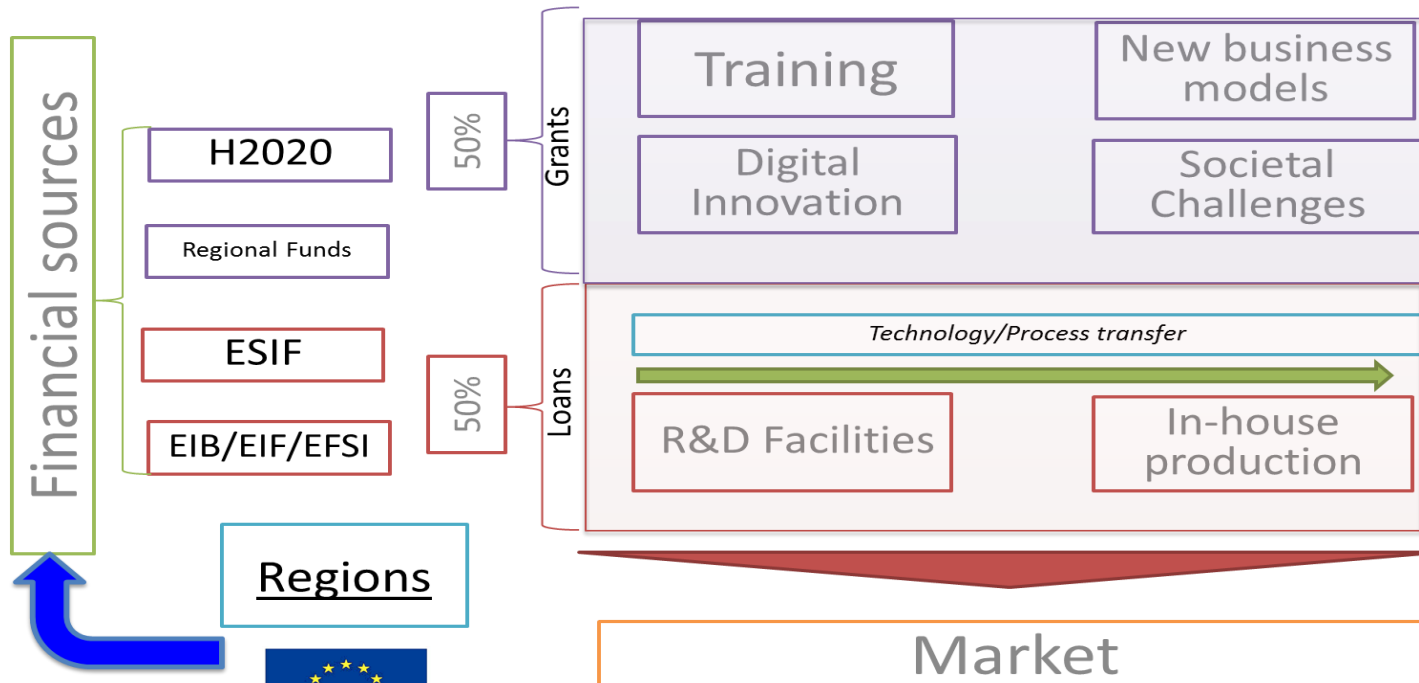 Financial sources
H2020
Regional Funds
ESIF
EIB/EIF/EFSI
Regions
50%
50%
Grants
Loans
Training
New business
models
Digital
Innovation
Societal
Challenges
Technology/Process transfer
R&D Facilities
In-house
production
Market